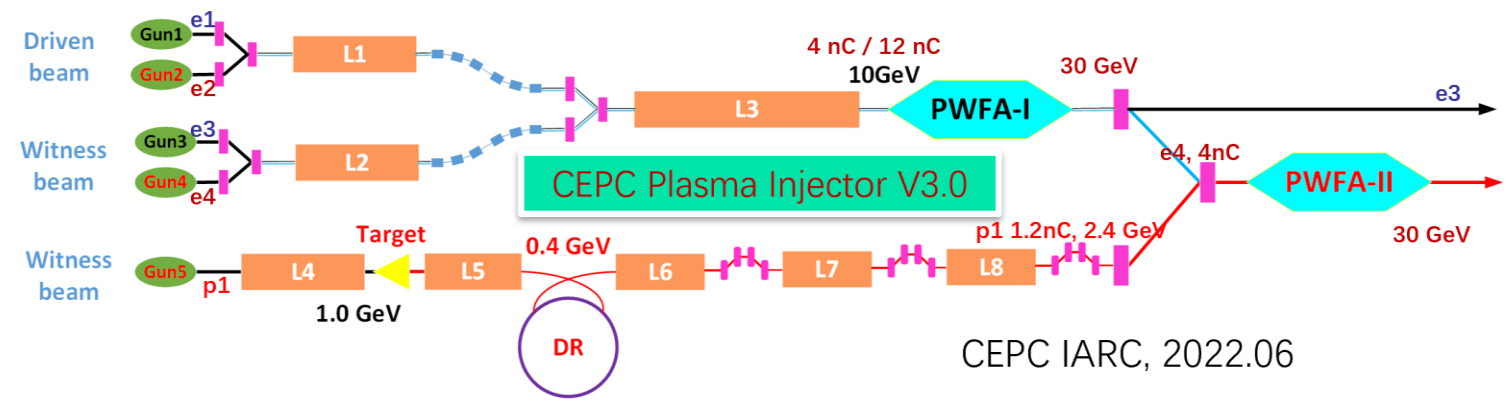 Driven
beam
Gun1
e1
Gun2
e2
L1
Witness
beam
Gun3
e3
Gun4
e4
L2
L3
4 nC / 12 nC
10GeV
PWFA-I
30 GeV
e3
e4, 4nC
PWFA-II
30 GeV
CEPC Plasma Injector V3.0
Witness
beam
Gun5
p1
L4
Target
1.0 GeV
L5
0.4 GeV
DR
L6
L7
L8
p1 1.2nC, 2.4 GeV
CEPC IARC, 2022.06